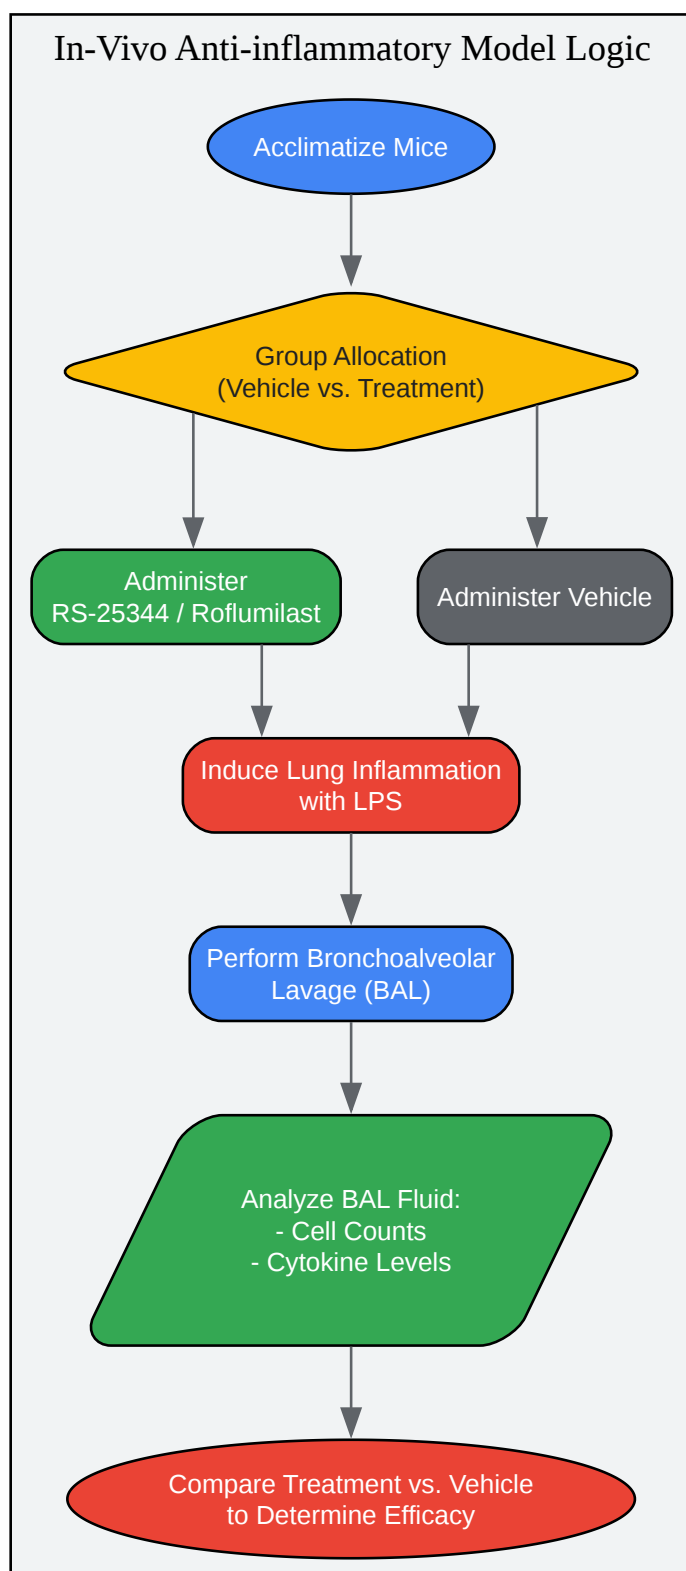 In-Vivo Anti-inflammatory Model Logic
Acclimatize Mice
Group Allocation
(Vehicle vs. Treatment)
Administer
RS-25344 / Roflumilast
Administer Vehicle
Induce Lung Inflammation
with LPS
Perform Bronchoalveolar
Lavage (BAL)
Analyze BAL Fluid:
- Cell Counts
- Cytokine Levels
Compare Treatment vs. Vehicle
to Determine Efficacy